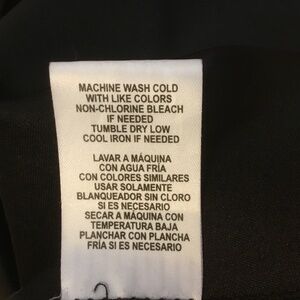 MACHINE WASH COLD
WITH LIKE COLORS
NON-CHLORINE BLEACH
IF NEEDED
TUMBLE DRY LOW
COOL IRON IF NEEDED
LAVAR A MÁQUINA
CON AGUA FRÍA
CON COLORES SIMILARES
USAR SOLAMENTE
BLANQUEADOR SIN CLORO
SI ES NECESARIO
SECAR A MÁQUINA CON
TEMPERATURA BAJA
PLANCHAR CON PLANCHA
FRÍA SI ES NECESARIO